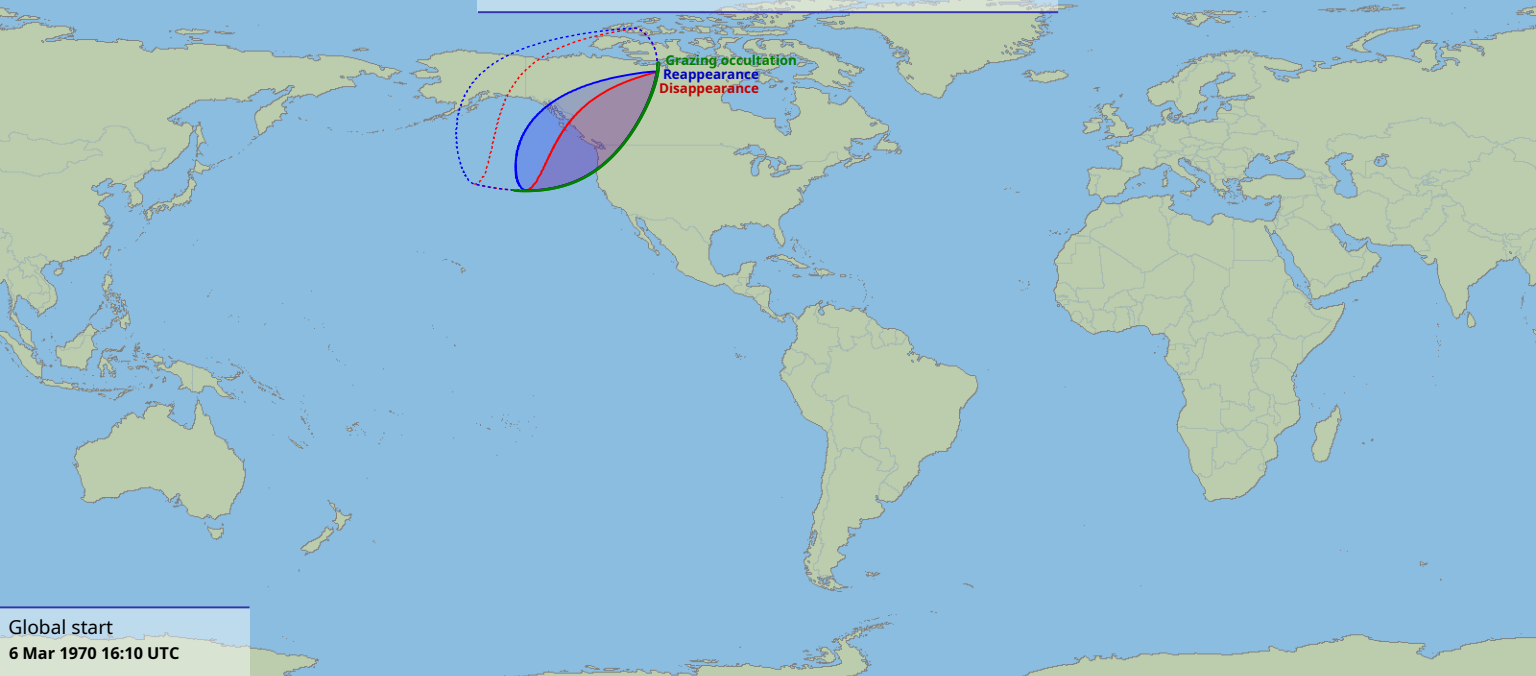 Grazing occultation
Reappearance
Disappearance
Global start
6 Mar 1970 16:10 UTC